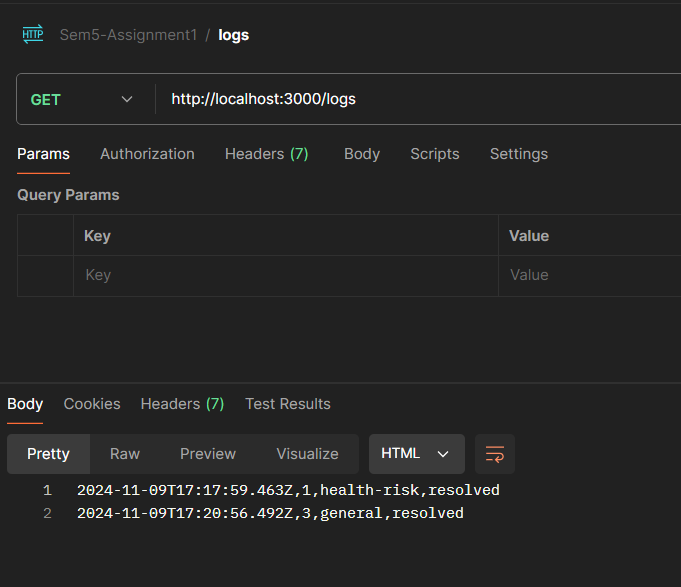 HTTP Sem5-Assignment1 / logs
GET http://localhost:3000/logs
Params Authorization Headers (7) Body Scripts Settings
Query Params
Key Value
Key Value
Body Cookies Headers (7) Test Results
Pretty Raw Preview Visualize HTML
1 2024-11-09T17:17:59.463Z,1,health-risk,resolved
2 2024-11-09T17:20:56.492Z,3,general,resolved